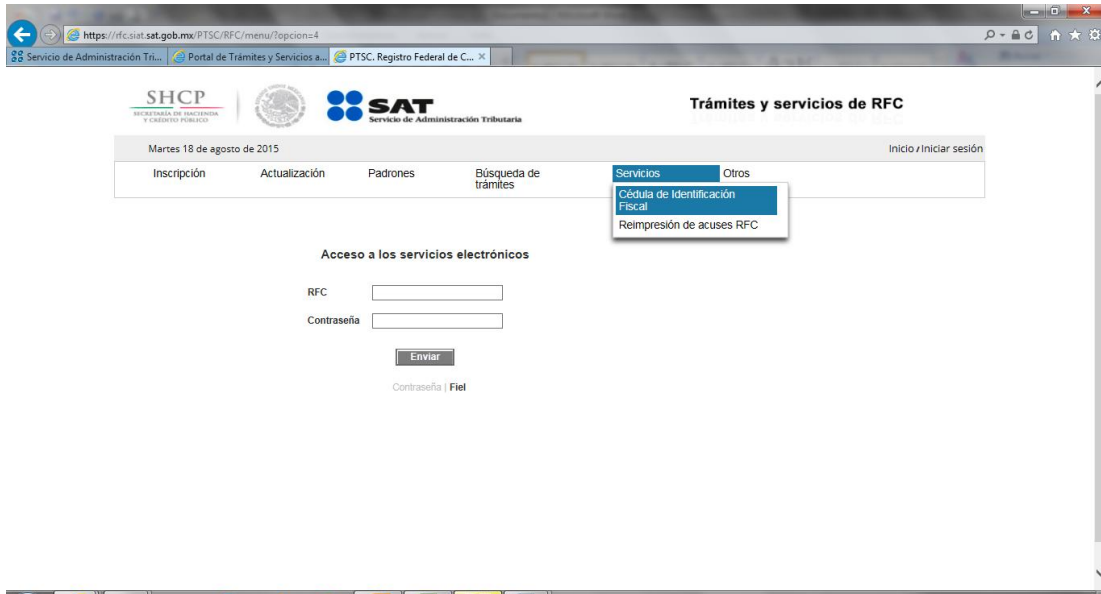 https://rfc.siat.sat.gob.mx/PTSC/RFC/menu/?opcion=4
Servicio de Administración Tri...
Portal de Trámites y Servicios a...
PTSC. Registro Federal de C...
SHCP
SECRETARÍA DE HACIENDA
Y CRÉDITO PÚBLICO
SAT
Servicio de Administración Tributaria
Trámites y servicios de RFC
Martes 18 de agosto de 2015
Inicio / Iniciar sesión
Inscripción
Actualización
Padrones
Búsqueda de
trámites
Servicios
Otros
Cédula de Identificación
Fiscal
Reimpresión de acuses RFC
Acceso a los servicios electrónicos
RFC
Contraseña
Enviar
Contraseña | Fiel